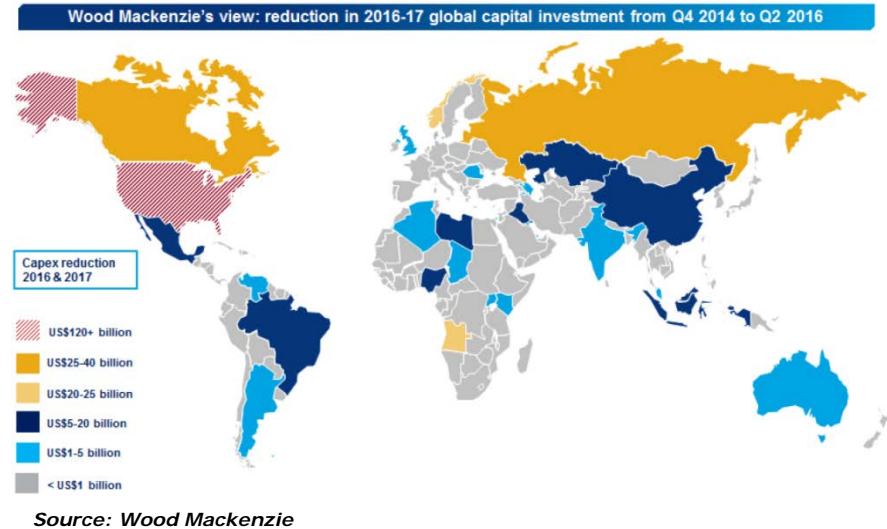 Wood Mackenzie's view: reduction in 2016-17 global capital investment from Q4 2014 to Q2 2016
Capex reduction
2016 & 2017
US$120+ billion
US$25-40 billion
US$20-25 billion
US$5-20 billion
US$1-5 billion
< US$1 billion
Source: Wood Mackenzie